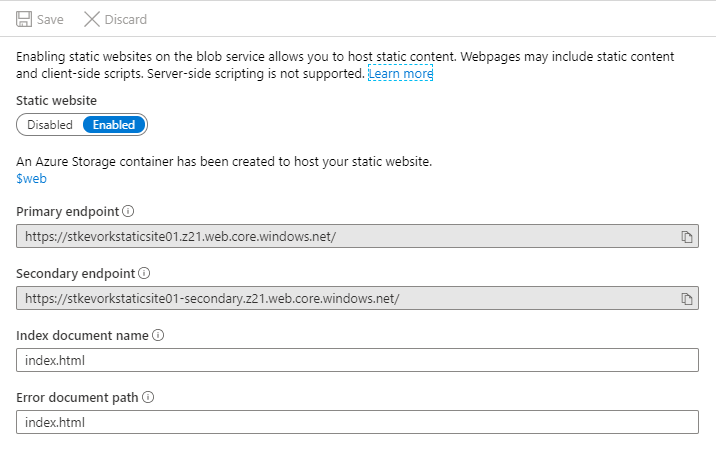 Save Discard
Enabling static websites on the blob service allows you to host static content. Webpages may include static content
and client-side scripts. Server-side scripting is not supported. Learn more
Static website
Disabled Enabled
An Azure Storage container has been created to host your static website.
$web
Primary endpoint
https://stkevorkstaticsite01.z21.web.core.windows.net/
Secondary endpoint
https://stkevorkstaticsite01-secondary.z21.web.core.windows.net/
Index document name
index.html
Error document path
index.html